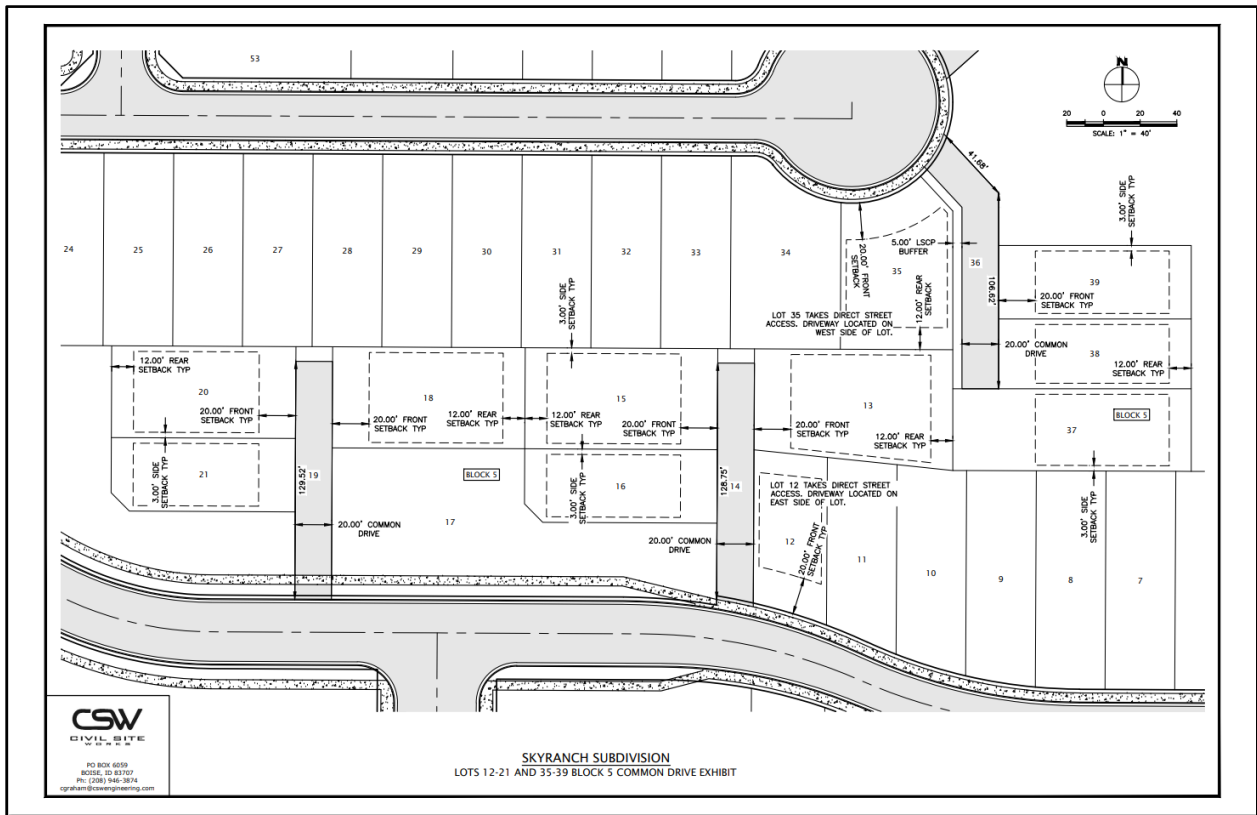 53
N
20 0 20 40
SCALE: 1" = 40'
41.68'
3.00' SIDE
SETBACK TYP
24
25
26
27
28
29
30
31
32
33
34
35
36
39
5.00' LSCP
BUFFER
20.00' FRONT
SETBACK
12.00' REAR
SETBACK
106.62'
20.00' FRONT
SETBACK TYP
3.00' SIDE
SETBACK TYP
LOT 35 TAKES DIRECT STREET
ACCESS. DRIVEWAY LOCATED ON
WEST SIDE OF LOT.
20.00' COMMON
DRIVE
38
12.00' REAR
SETBACK TYP
12.00' REAR
SETBACK TYP
20
20.00' FRONT
SETBACK TYP
18
20.00' FRONT
SETBACK TYP
12.00' REAR
SETBACK TYP
15
12.00' REAR
SETBACK TYP
20.00' FRONT
SETBACK TYP
13
20.00' FRONT
SETBACK TYP
12.00' REAR
SETBACK TYP
BLOCK 5
37
3.00' SIDE
SETBACK TYP
21
129.52'
19
BLOCK 5
3.00' SIDE
SETBACK TYP
16
128.75'
14
LOT 12 TAKES DIRECT STREET
ACCESS. DRIVEWAY LOCATED ON
EAST SIDE OF LOT.
3.00' SIDE
SETBACK TYP
20.00' COMMON
DRIVE
17
20.00' COMMON
DRIVE
12
20.00' FRONT
SETBACK TYP
11
10
9
8
7
CSW
CIVIL SITE
WORKS
PO BOX 6059
BOISE, ID 83707
Ph: (208) 946-3874
cgraham@cswengineering.com
SKYRANCH SUBDIVISION
LOTS 12-21 AND 35-39 BLOCK 5 COMMON DRIVE EXHIBIT